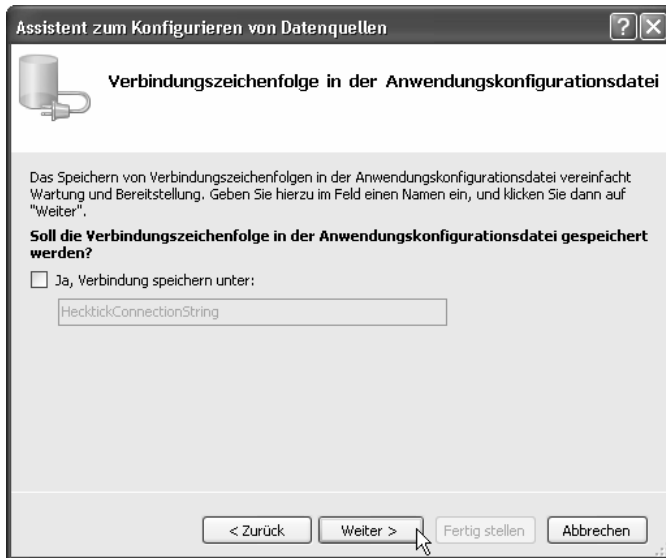 Assistent zum Konfigurieren von Datenquellen
Verbindungszeichenfolge in der Anwendungskonfigurationsdatei
Das Speichern von Verbindungszeichenfolgen in der Anwendungskonfigurationsdatei vereinfacht
Wartung und Bereitstellung. Geben Sie hierzu im Feld einen Namen ein, und klicken Sie dann auf
"Weiter".
Soll die Verbindungszeichenfolge in der Anwendungskonfigurationsdatei gespeichert
werden?
Ja, Verbindung speichern unter:
HecktickConnectionString
< Zurück Weiter > Fertig stellen Abbrechen